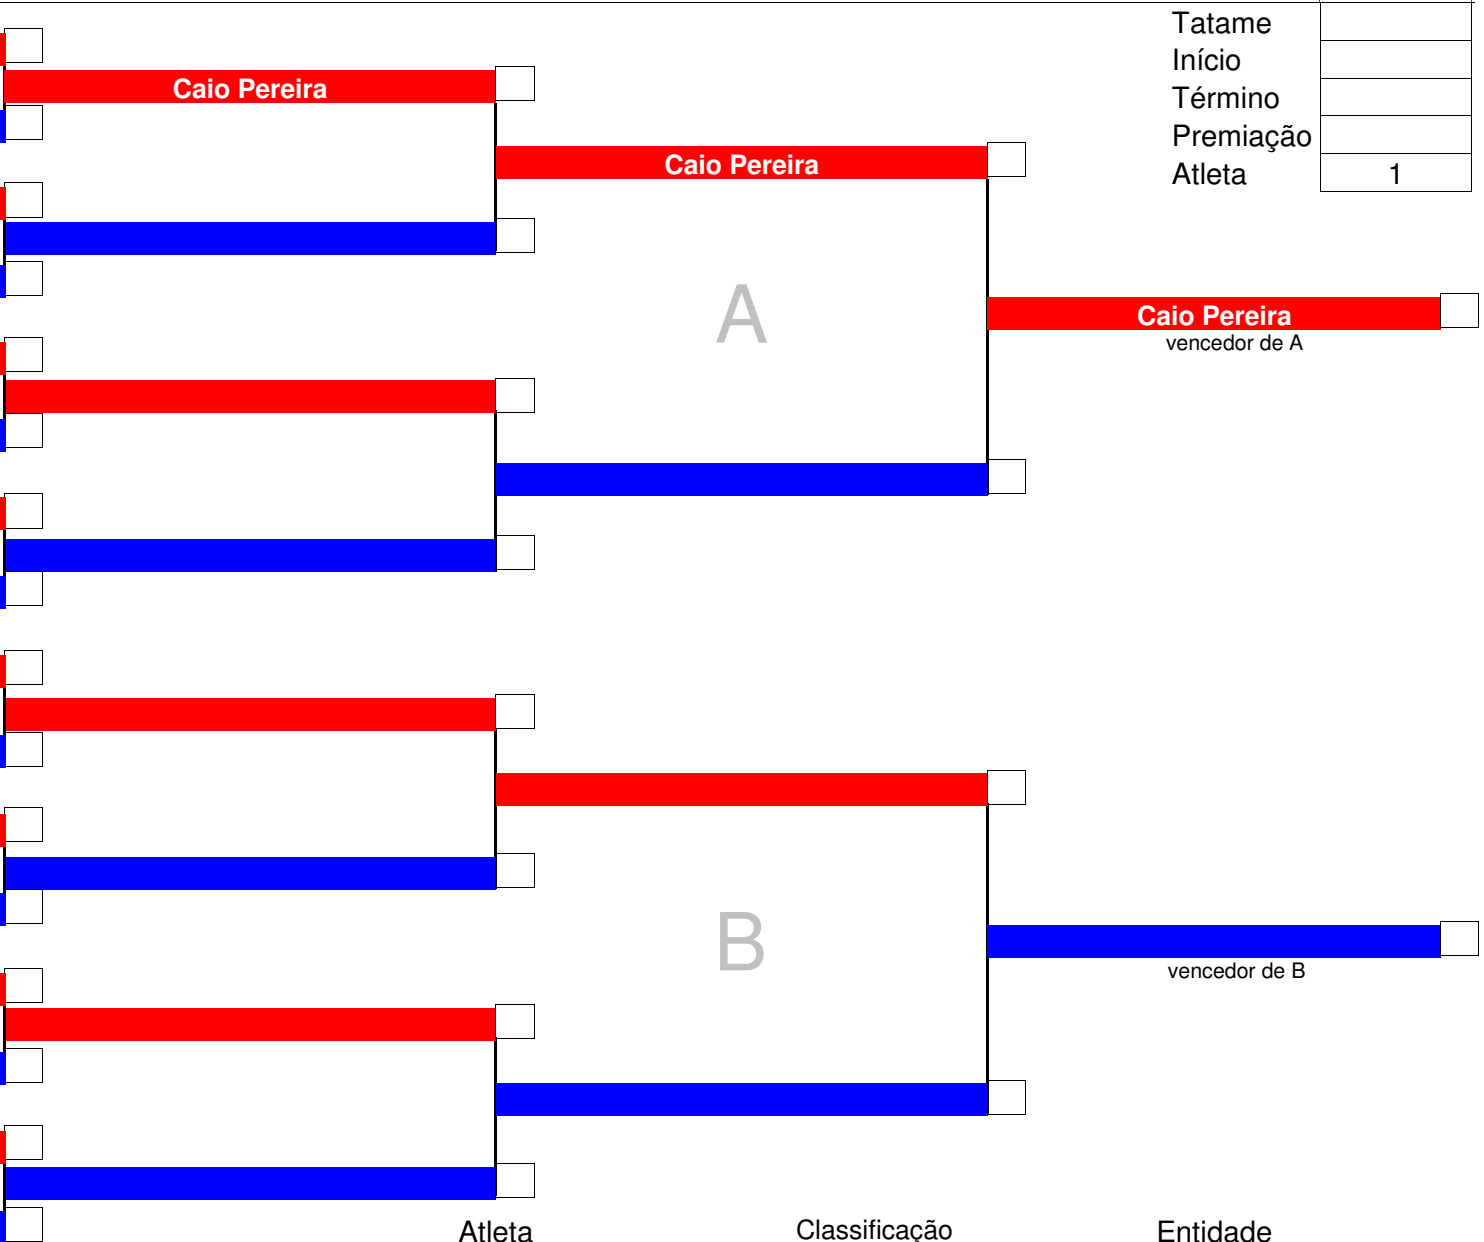 Tatame
Início
Término
Premiação
Atleta 1
Caio Pereira
Caio Pereira
A
Caio Pereira
vencedor de A
B
vencedor de B
Atleta Classificação Entidade